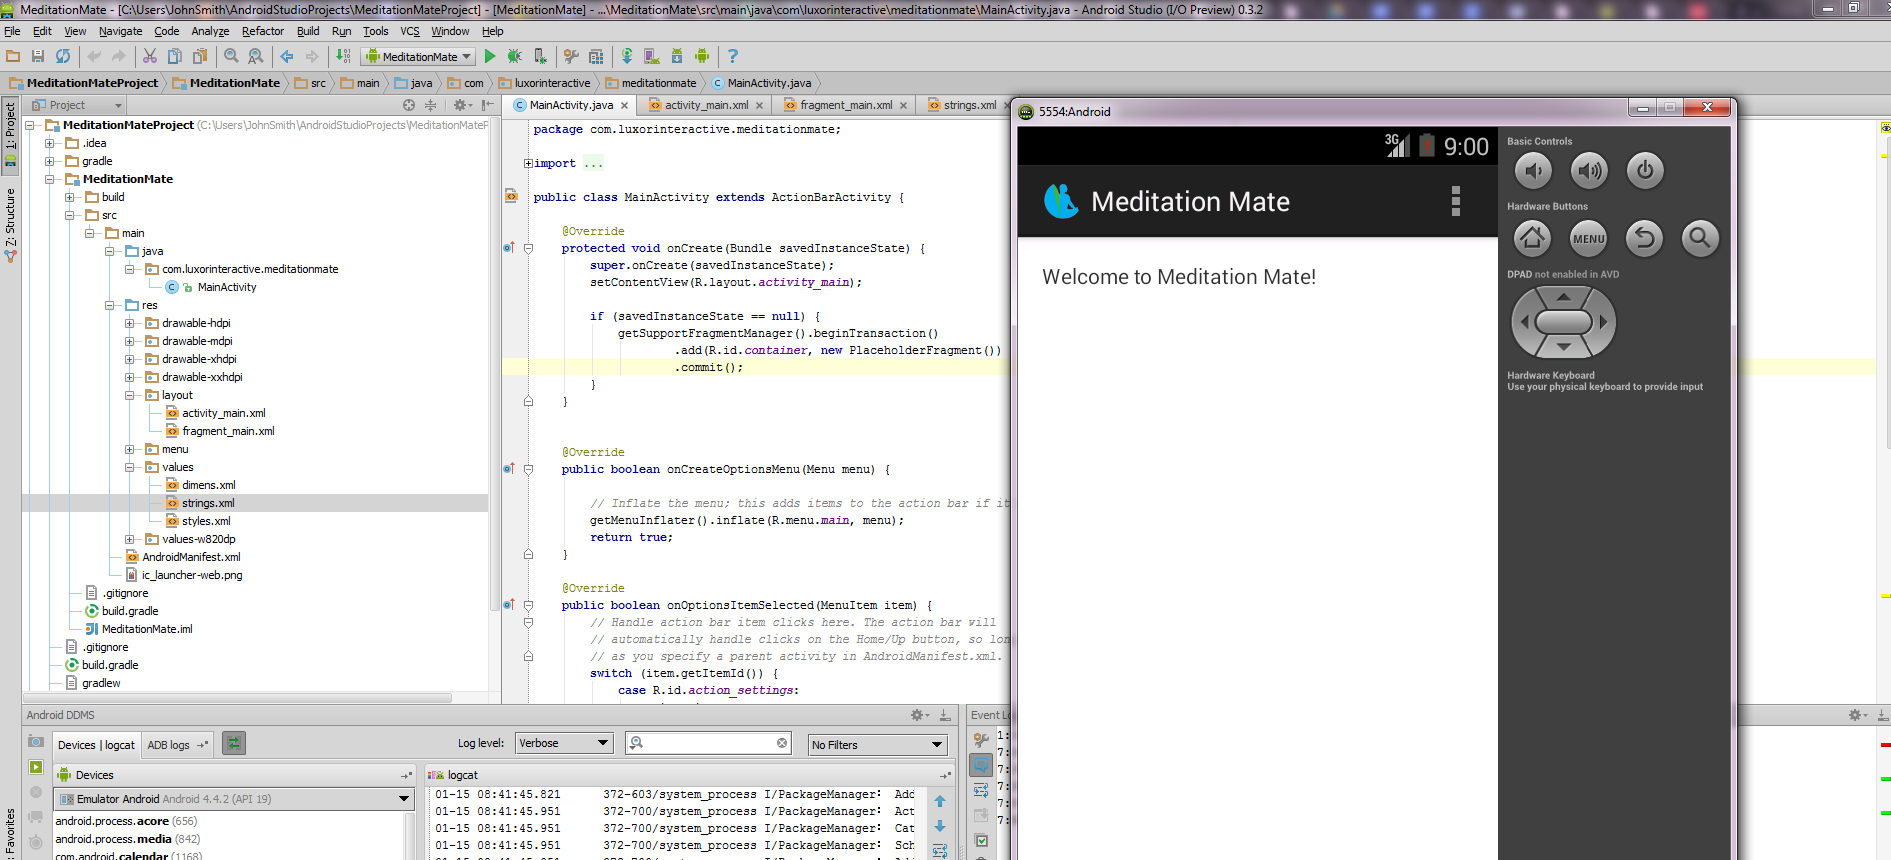 MeditationMate - [C:\Users\JohnSmith\AndroidStudioProjects\MeditationMateProject] - [MeditationMate] - ...\MeditationMate\src\main\java\com\luxorinteractive\meditationmate\MainActivity.java - Android Studio (I/O Preview) 0.3.2
File Edit View Navigate Code Analyze Refactor Build Run Tools VCS Window Help
MeditationMate
MeditationMateProject MeditationMate src main java com luxorinteractive meditationmate MainActivity.java
1: Project
Z: Structure
Favorites
Project
MeditationMateProject (C:\Users\JohnSmith\AndroidStudioProjects\MeditationMateP
.idea
gradle
MeditationMate
build
src
main
java
com.luxorinteractive.meditationmate
MainActivity
res
drawable-hdpi
drawable-mdpi
drawable-xhdpi
drawable-xxhdpi
layout
activity_main.xml
fragment_main.xml
menu
values
dimens.xml
strings.xml
styles.xml
values-w820dp
AndroidManifest.xml
ic_launcher-web.png
.gitignore
build.gradle
MeditationMate.iml
.gitignore
build.gradle
gradlew
MainActivity.java activity_main.xml fragment_main.xml strings.xml
package com.luxorinteractive.meditationmate;
import ...
public class MainActivity extends ActionBarActivity {
@Override
protected void onCreate(Bundle savedInstanceState) {
super.onCreate(savedInstanceState);
setContentView(R.layout.activity_main);
if (savedInstanceState == null) {
getSupportFragmentManager().beginTransaction()
.add(R.id.container, new PlaceholderFragment())
.commit();
}
}
@Override
public boolean onCreateOptionsMenu(Menu menu) {
// Inflate the menu; this adds items to the action bar if it
getMenuInflater().inflate(R.menu.main, menu);
return true;
}
@Override
public boolean onOptionsItemSelected(MenuItem item) {
// Handle action bar item clicks here. The action bar will
// automatically handle clicks on the Home/Up button, so lon
// as you specify a parent activity in AndroidManifest.xml.
switch (item.getItemId()) {
case R.id.action_settings:
5554:Android
3G 9:00
Meditation Mate
Welcome to Meditation Mate!
Basic Controls
Hardware Buttons
MENU
DPAD not enabled in AVD
Hardware Keyboard
Use your physical keyboard to provide input
Android DDMS
Devices | logcat ADB logs
Log level: Verbose No Filters
Devices
Emulator Android Android 4.4.2 (API 19)
android.process.acore (656)
android.process.media (842)
com.android.calendar (1168)
logcat
01-15 08:41:45.821 372-603/system_process I/PackageManager: Add
01-15 08:41:45.951 372-700/system_process I/PackageManager: Act
01-15 08:41:45.951 372-700/system_process I/PackageManager: Cat
01-15 08:41:45.951 372-700/system_process I/PackageManager: Sch
Event Lo
1:
7:
7:
7:
7:
7: